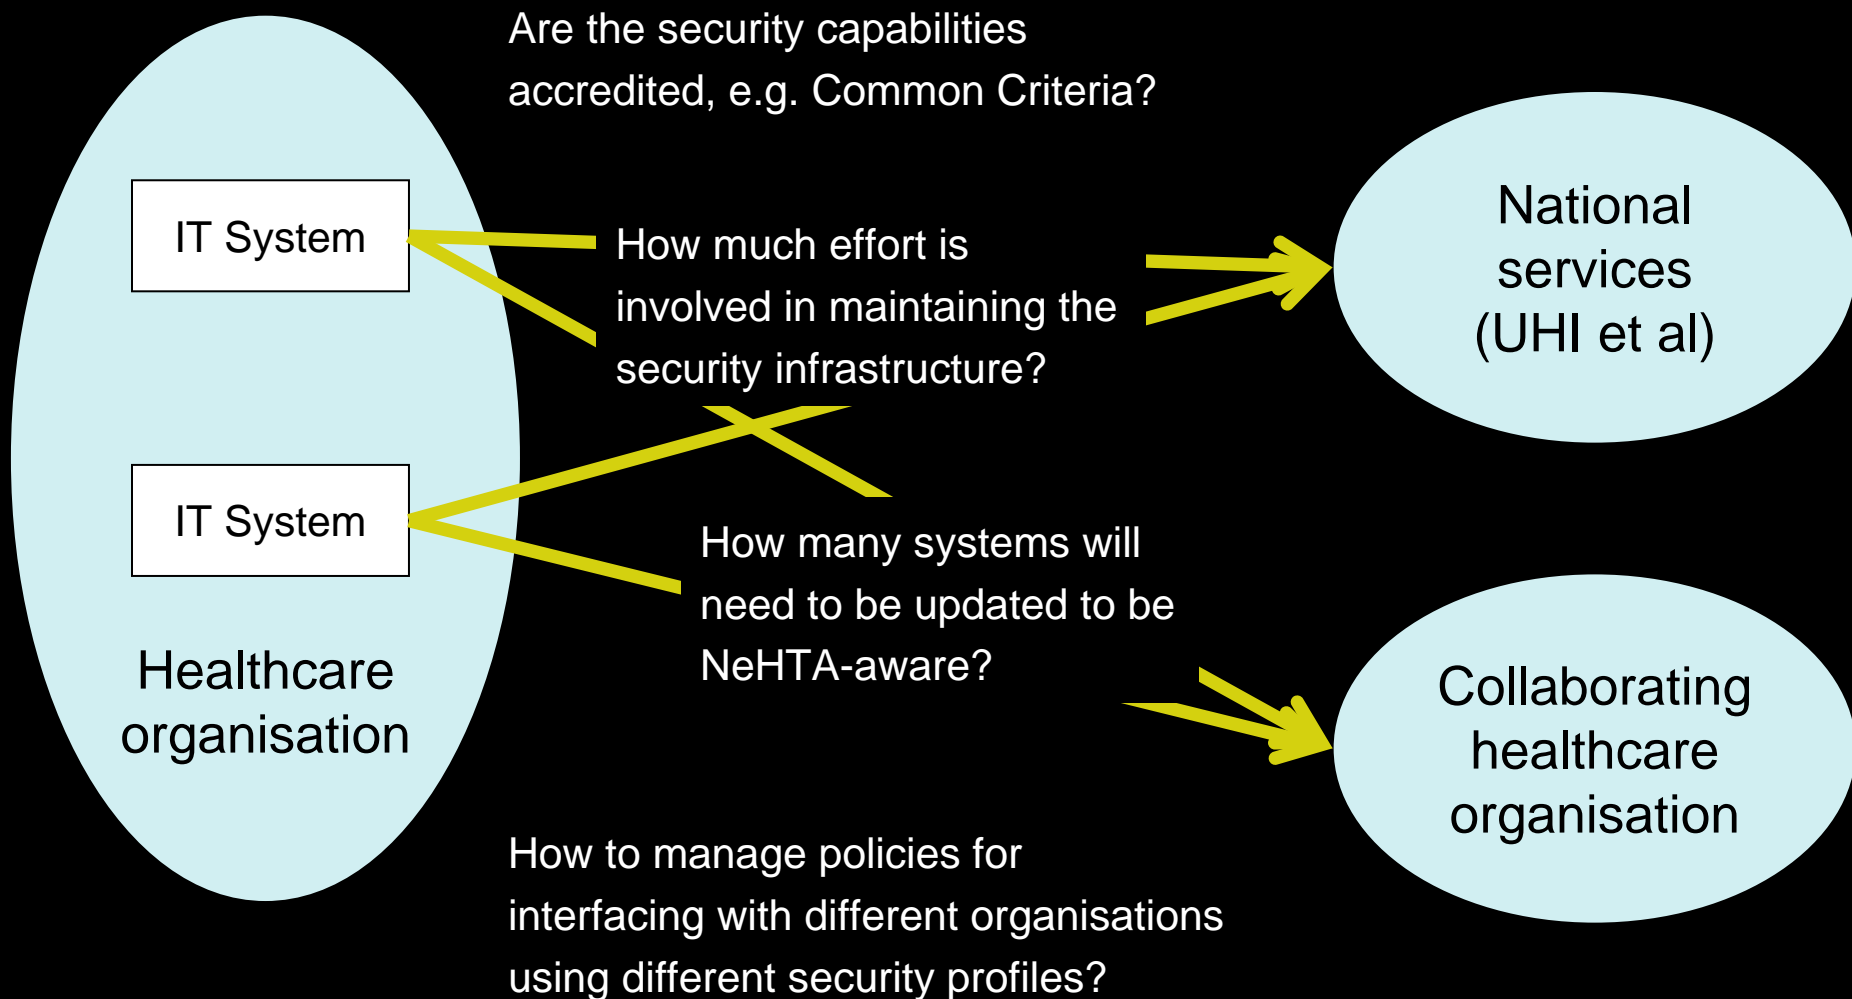 Are the security capabilities
accredited, e.g. Common Criteria?
IT System
How much effort is
involved in maintaining the
security infrastructure?
National
services
(UHI et al)
IT System
How many systems will
need to be updated to be
NeHTA-aware?
Healthcare
organisation
Collaborating
healthcare
organisation
How to manage policies for
interfacing with different organisations
using different security profiles?